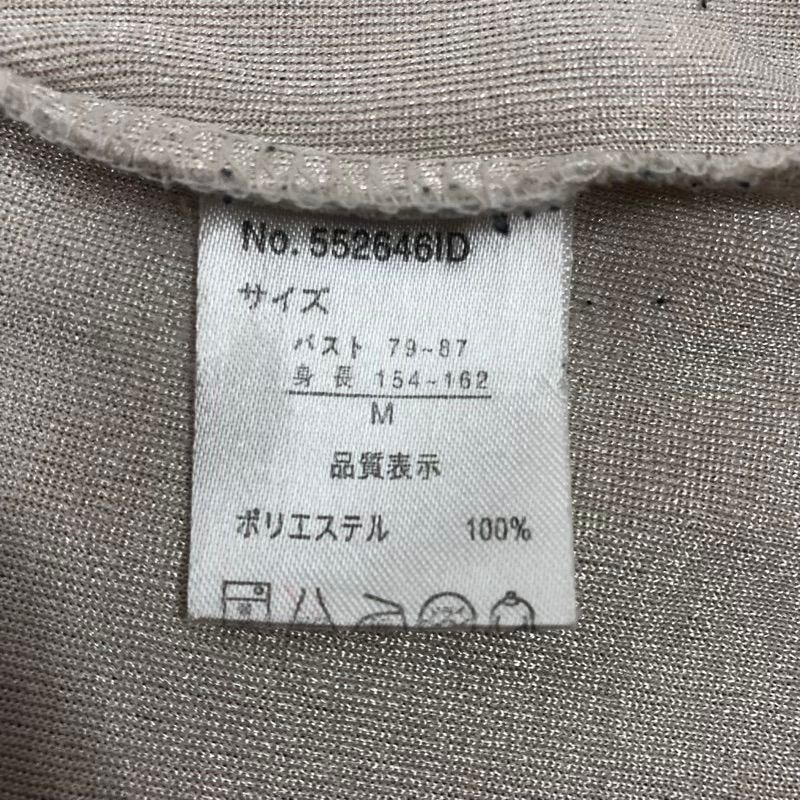 No. 552646ID
サイズ
バスト 79~87
身長 154~162
M
品質表示
ポリエステル 100%